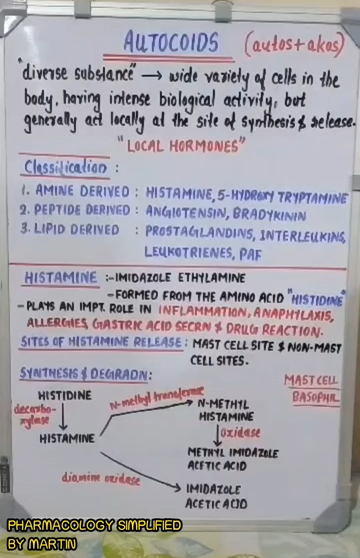 AUTOCOIDS (autos+akos)
"diverse substance" → wide variety of cells in the
body, having intense biological activity, but
generally act locally at the site of synthesis & release.
"LOCAL HORMONES"
Classification :
1. AMINE DERIVED : HISTAMINE, 5-HYDROXY TRYPTAMINE
2. PEPTIDE DERIVED : ANGIOTENSIN, BRADYKININ
3. LIPID DERIVED : PROSTAGLANDINS, INTERLEUKINS,
LEUKOTRIENES, PAF
HISTAMINE :- IMIDAZOLE ETHYLAMINE
- FORMED FROM THE AMINO ACID "HISTIDINE"
- PLAYS AN IMPT. ROLE IN INFLAMMATION, ANAPHYLAXIS,
ALLERGIES, GASTRIC ACID SECRN & DRUG REACTION.
SITES OF HISTAMINE RELEASE : MAST CELL SITE & NON-MAST
CELL SITES.
SYNTHESIS & DEGRADN :
MAST CELL
BASOPHIL
HISTIDINE
decarbo-
xylase
HISTAMINE
N-methyl transferase
N-METHYL
HISTAMINE
oxidase
METHYL IMIDAZOLE
ACETIC ACID
diamine oxidase
IMIDAZOLE
ACETIC ACID
PHARMACOLOGY SIMPLIFIED
BY MARTIN